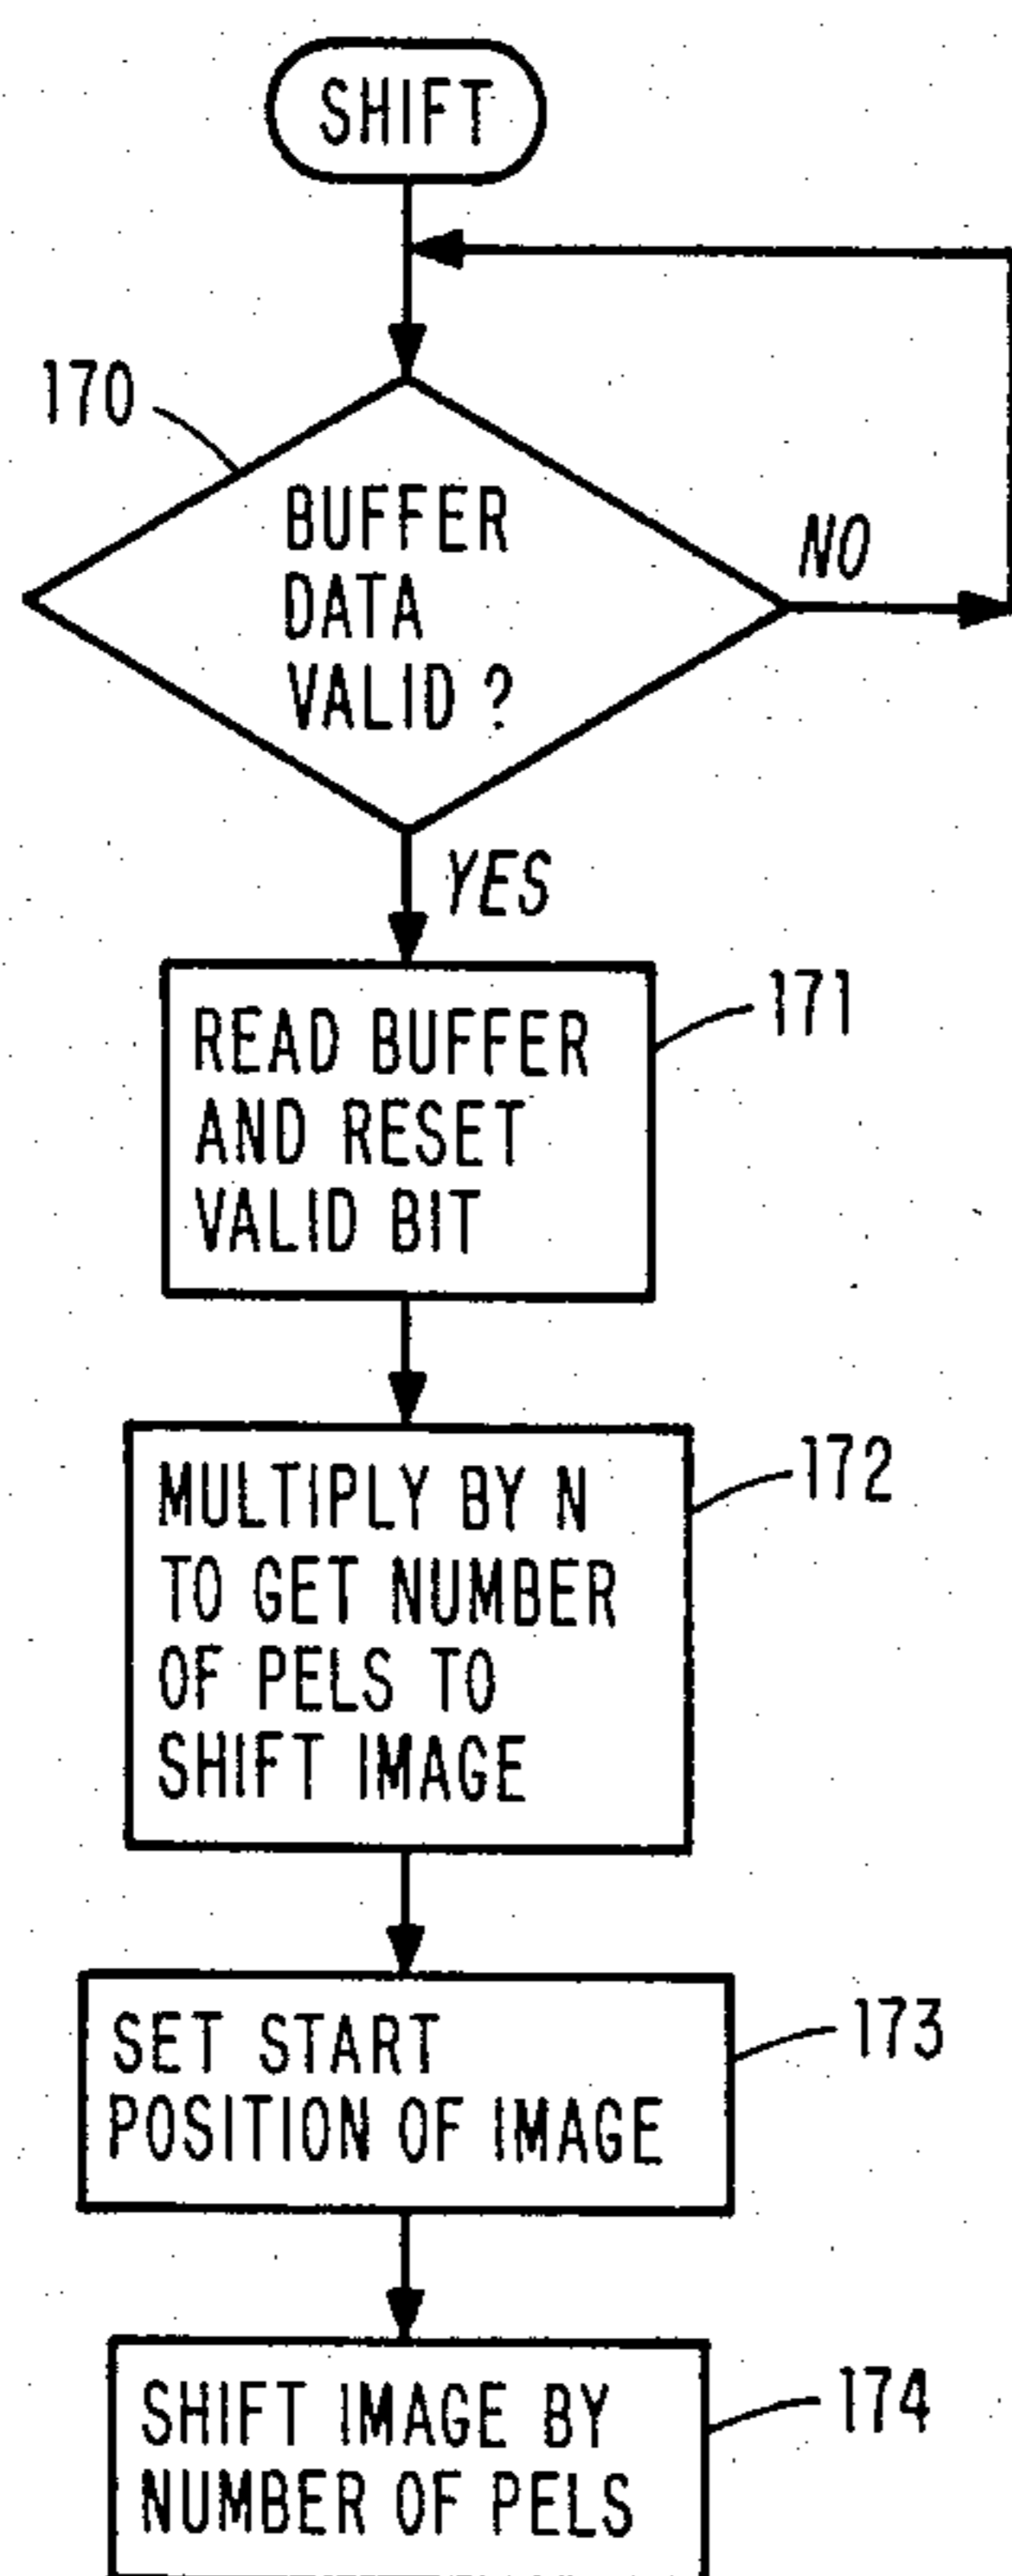 SHIFT
170
BUFFER
DATA
VALID ?
NO
YES
171
READ BUFFER
AND RESET
VALID BIT
172
MULTIPLY BY N
TO GET NUMBER
OF PELS TO
SHIFT IMAGE
173
SET START
POSITION OF IMAGE
174
SHIFT IMAGE BY
NUMBER OF PELS